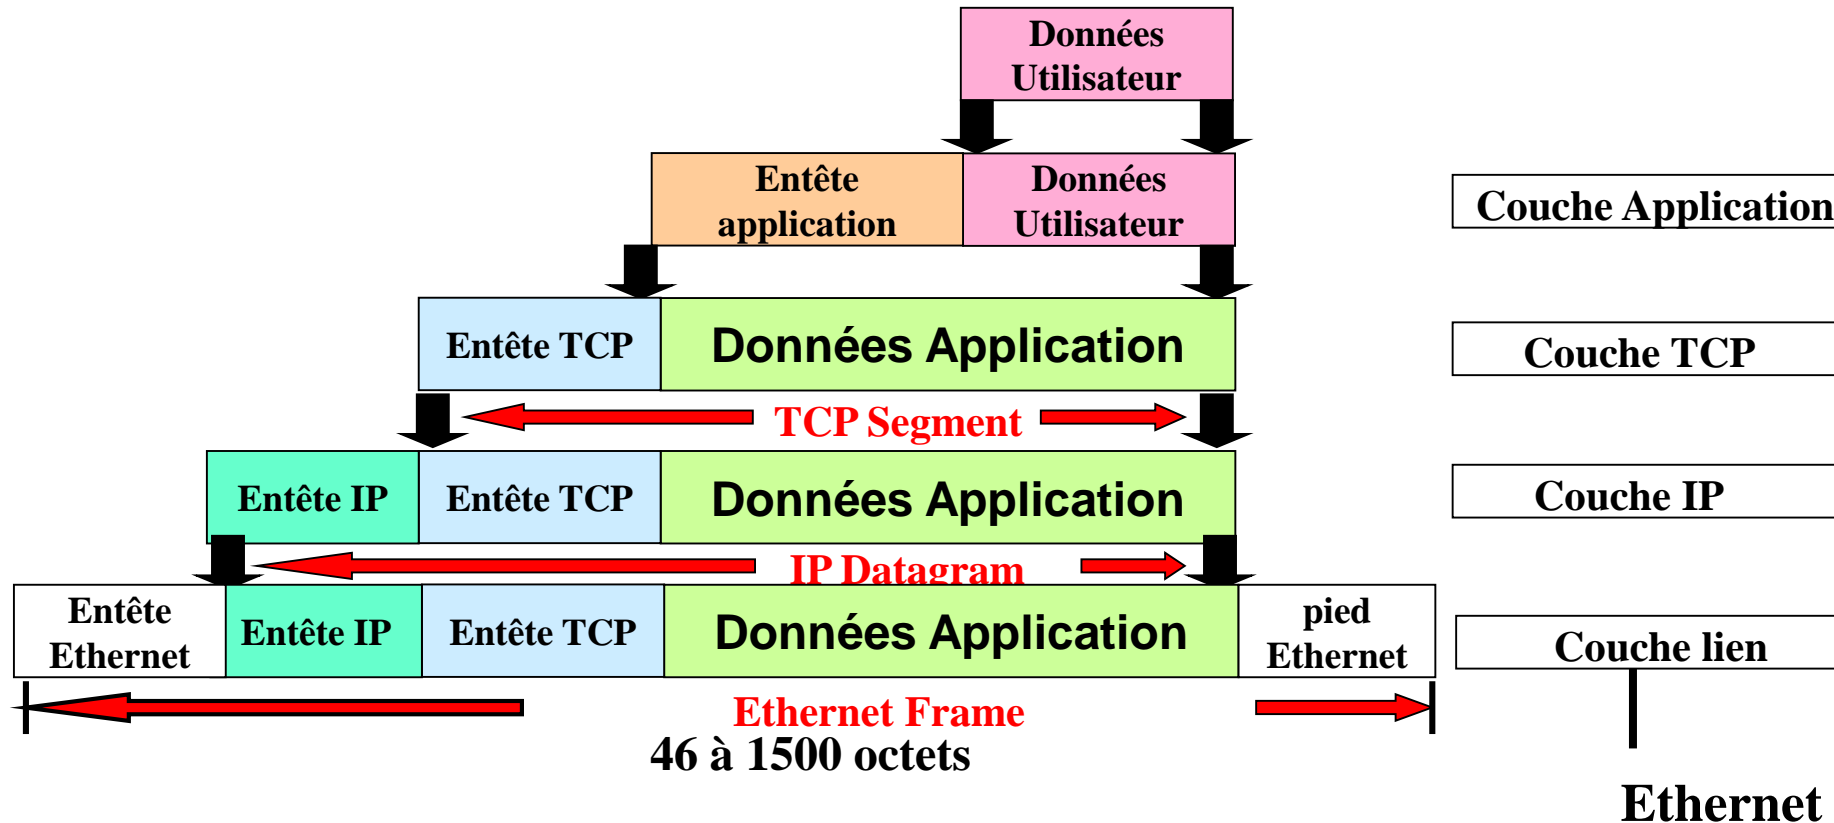 Données
Utilisateur
Entête
application
Données
Utilisateur
Couche Application
Entête TCP
Données Application
Couche TCP
TCP Segment
Entête IP
Entête TCP
Données Application
Couche IP
IP Datagram
Entête
Ethernet
Entête IP
Entête TCP
Données Application
pied
Ethernet
Couche lien
Ethernet Frame
46 à 1500 octets
Ethernet